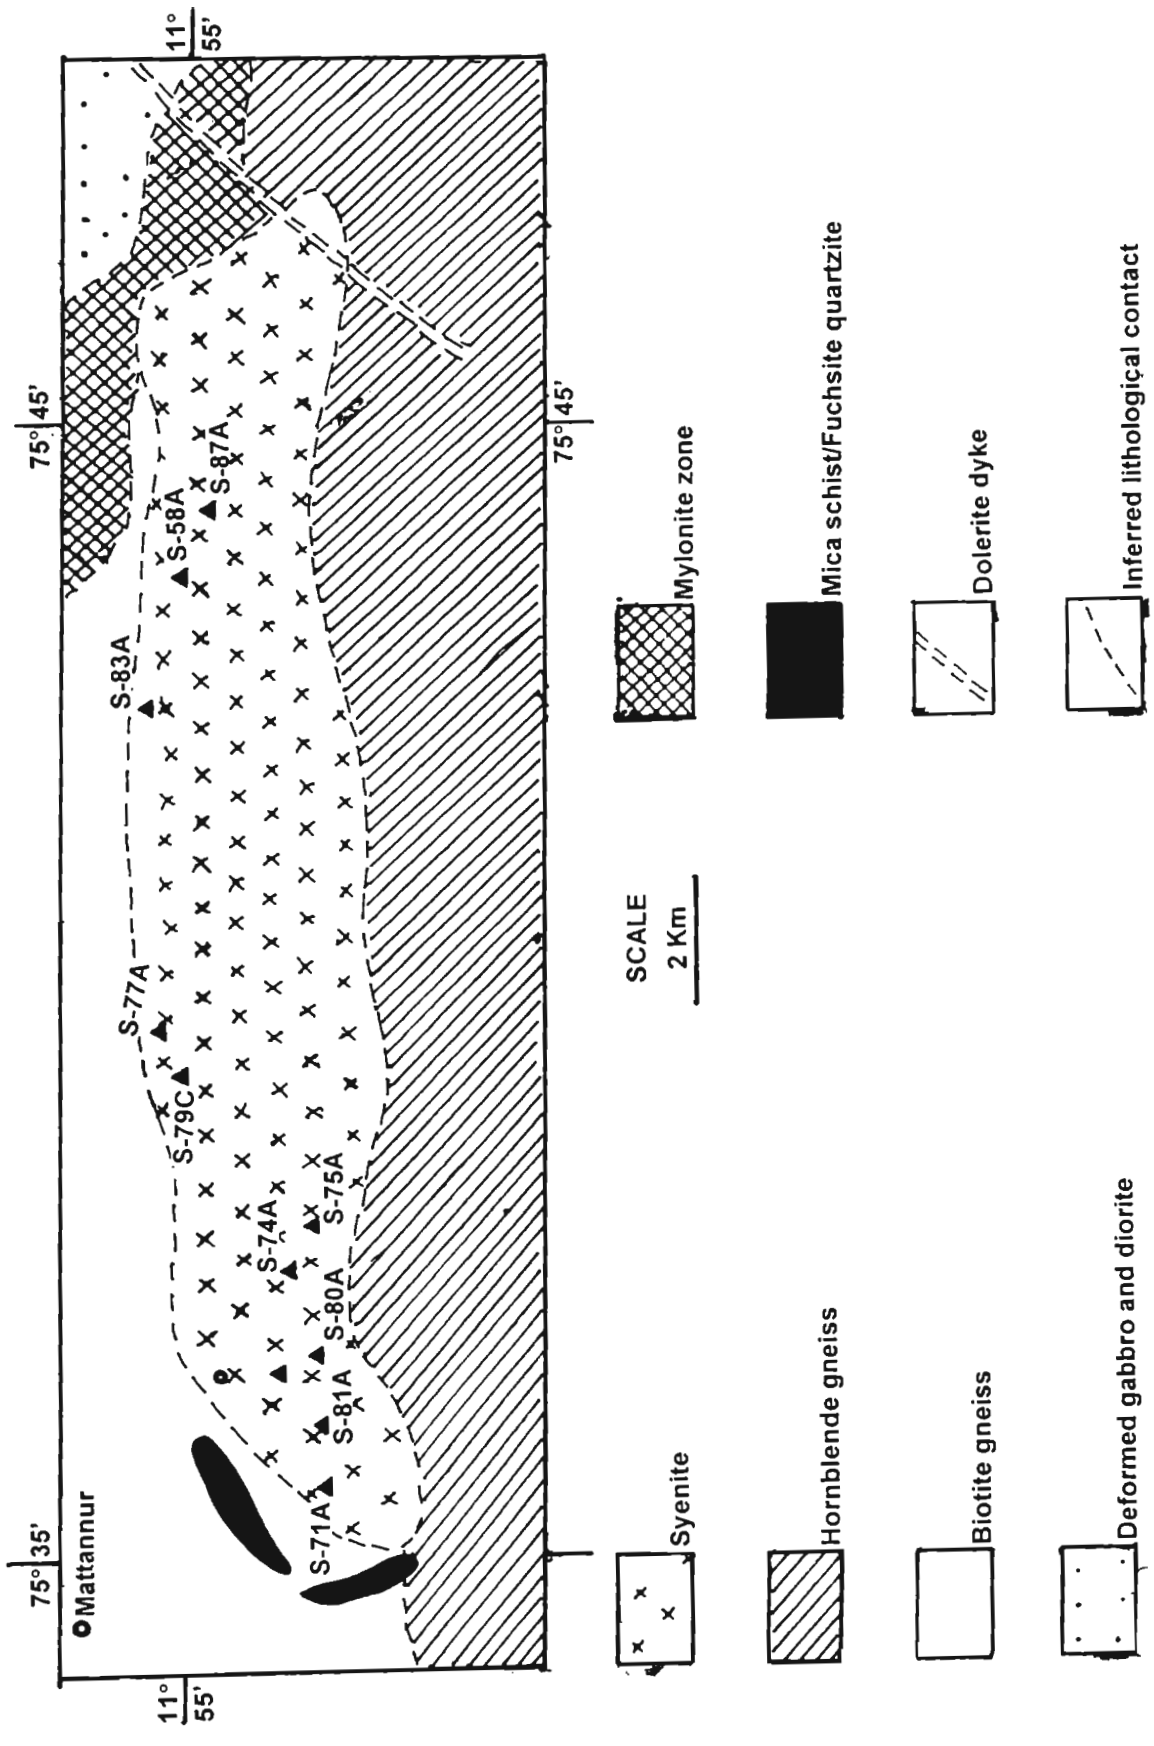 75° 35'
75° 45'
Mattannur
11°
55'
11°
55'
S-83A
S-77A
S-58A
S-87A
S-79C
S-74A
S-75A
S-80A
S-81A
S-71A
75° 45'
SCALE
2 Km
Syenite
Mylonite zone
Hornblende gneiss
Mica schist/Fuchsite quartzite
Biotite gneiss
Dolerite dyke
Deformed gabbro and diorite
Inferred lithological contact